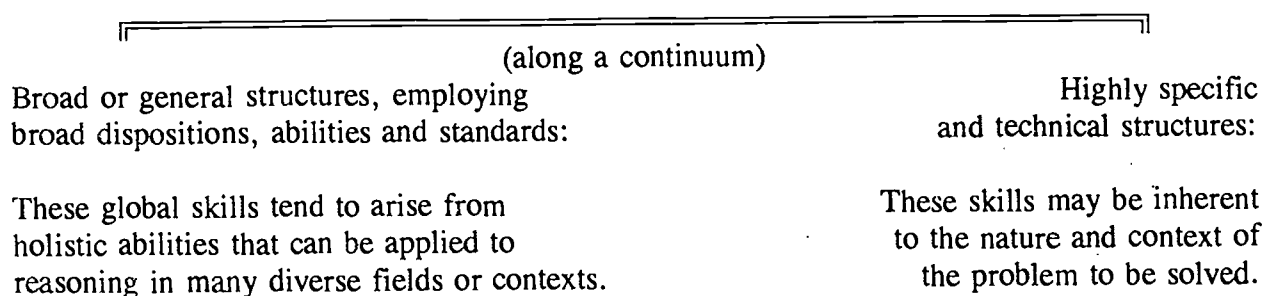 (along a continuum)
Broad or general structures, employing
broad dispositions, abilities and standards:
Highly specific
and technical structures:
These global skills tend to arise from
holistic abilities that can be applied to
reasoning in many diverse fields or contexts.
These skills may be inherent
to the nature and context of
the problem to be solved.